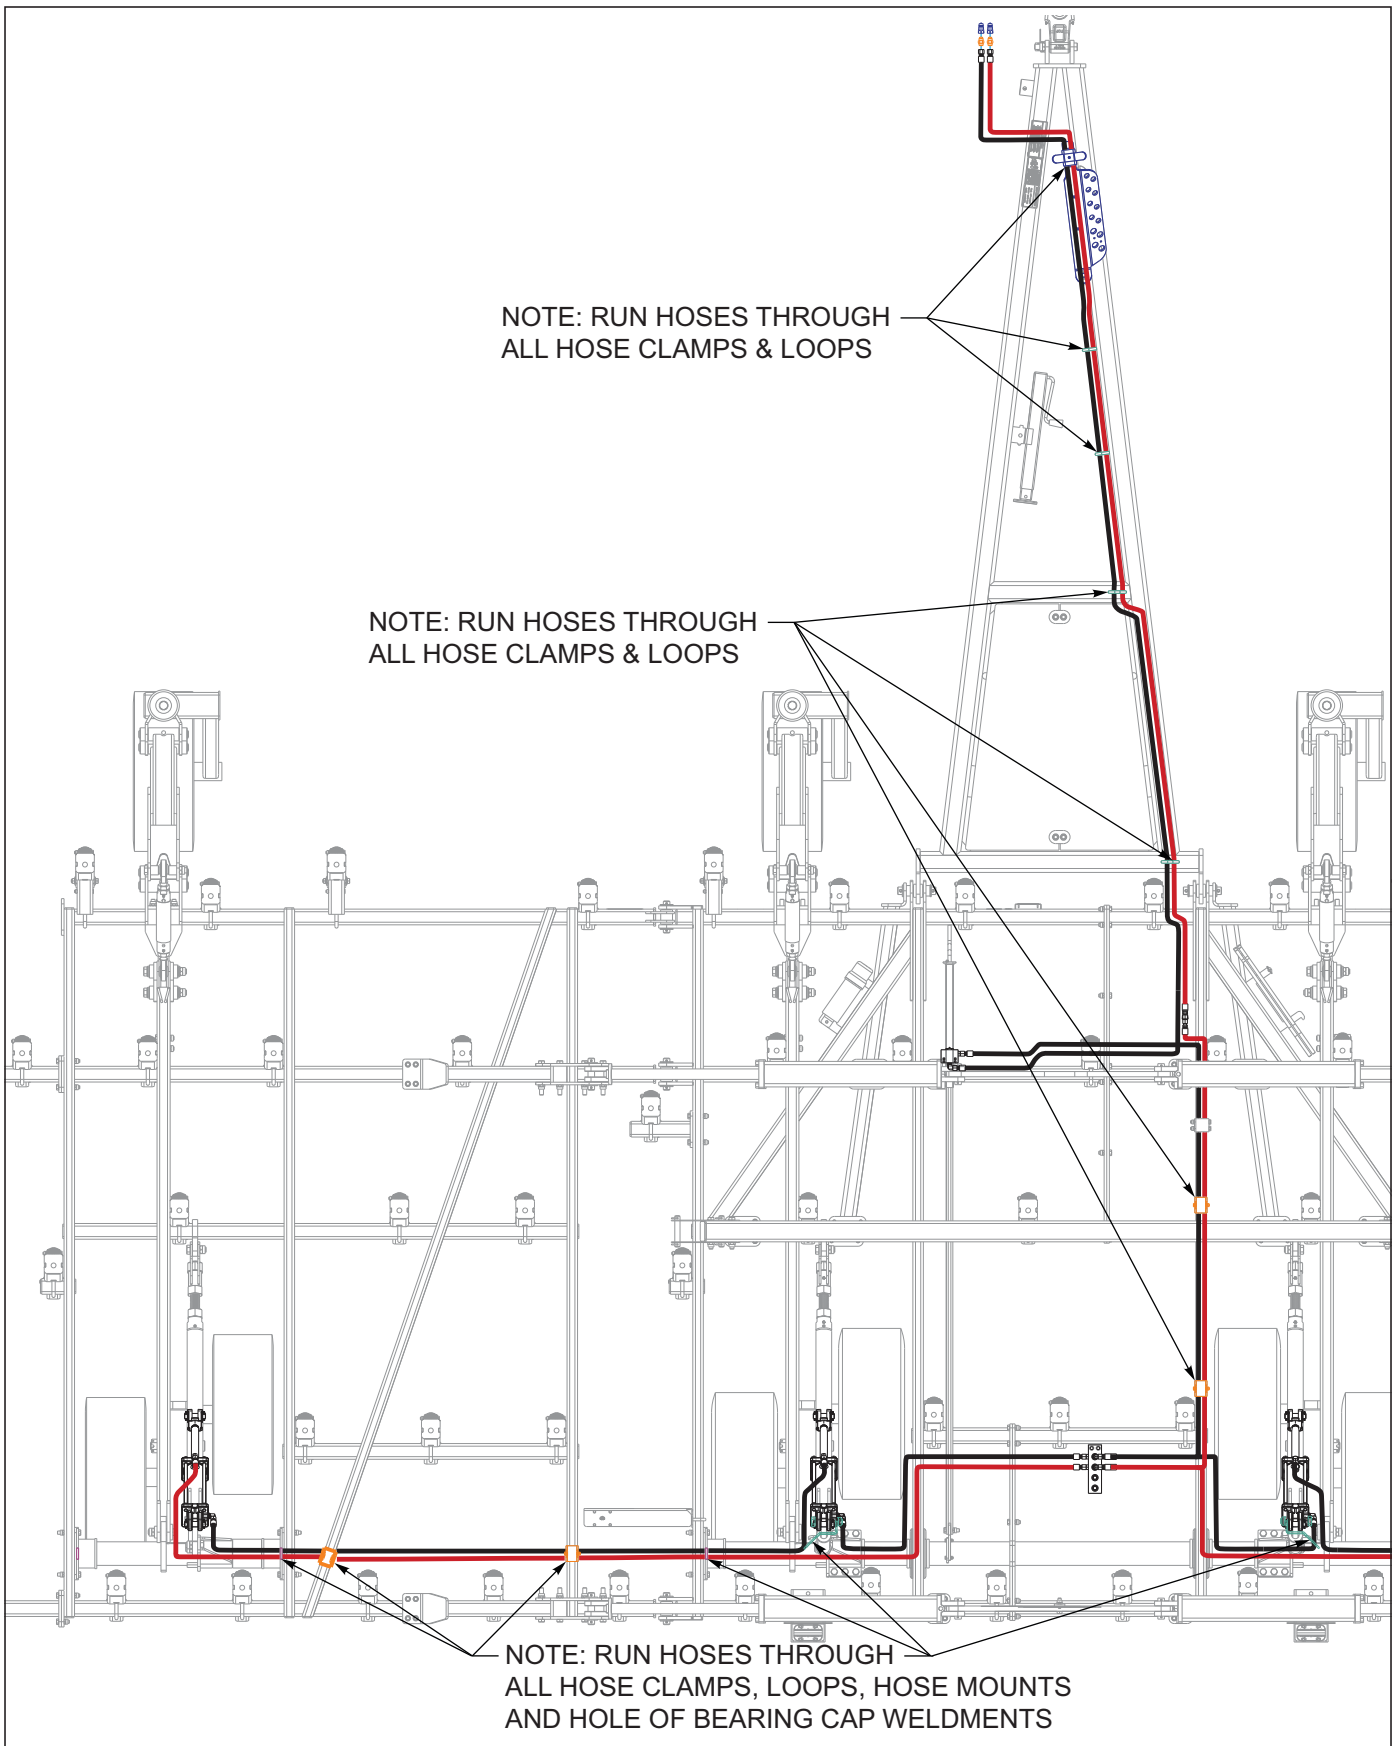 NOTE: RUN HOSES THROUGH
ALL HOSE CLAMPS & LOOPS
NOTE: RUN HOSES THROUGH
ALL HOSE CLAMPS & LOOPS
NOTE: RUN HOSES THROUGH
ALL HOSE CLAMPS, LOOPS, HOSE MOUNTS
AND HOLE OF BEARING CAP WELDMENTS